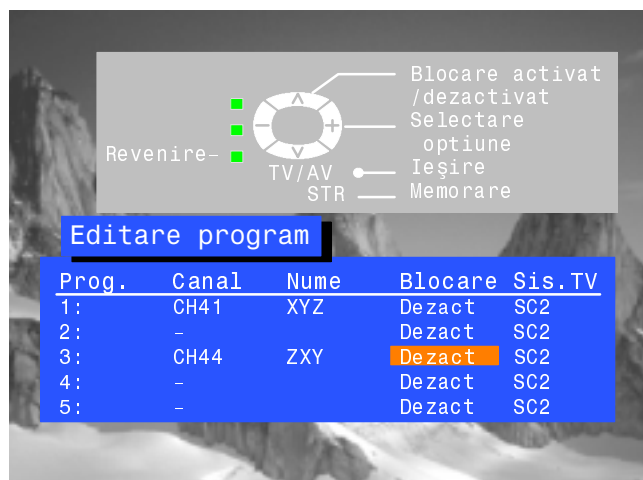 Blocare activat
/dezactivat
Selectare
optiune
Revenire-
TV/AV
Ieşire
STR
Memorare
Editare program
Prog. Canal Nume Blocare Sis.TV
1: CH41 XYZ Dezact SC2
2: - Dezact SC2
3: CH44 ZXY Dezact SC2
4: - Dezact SC2
5: - Dezact SC2